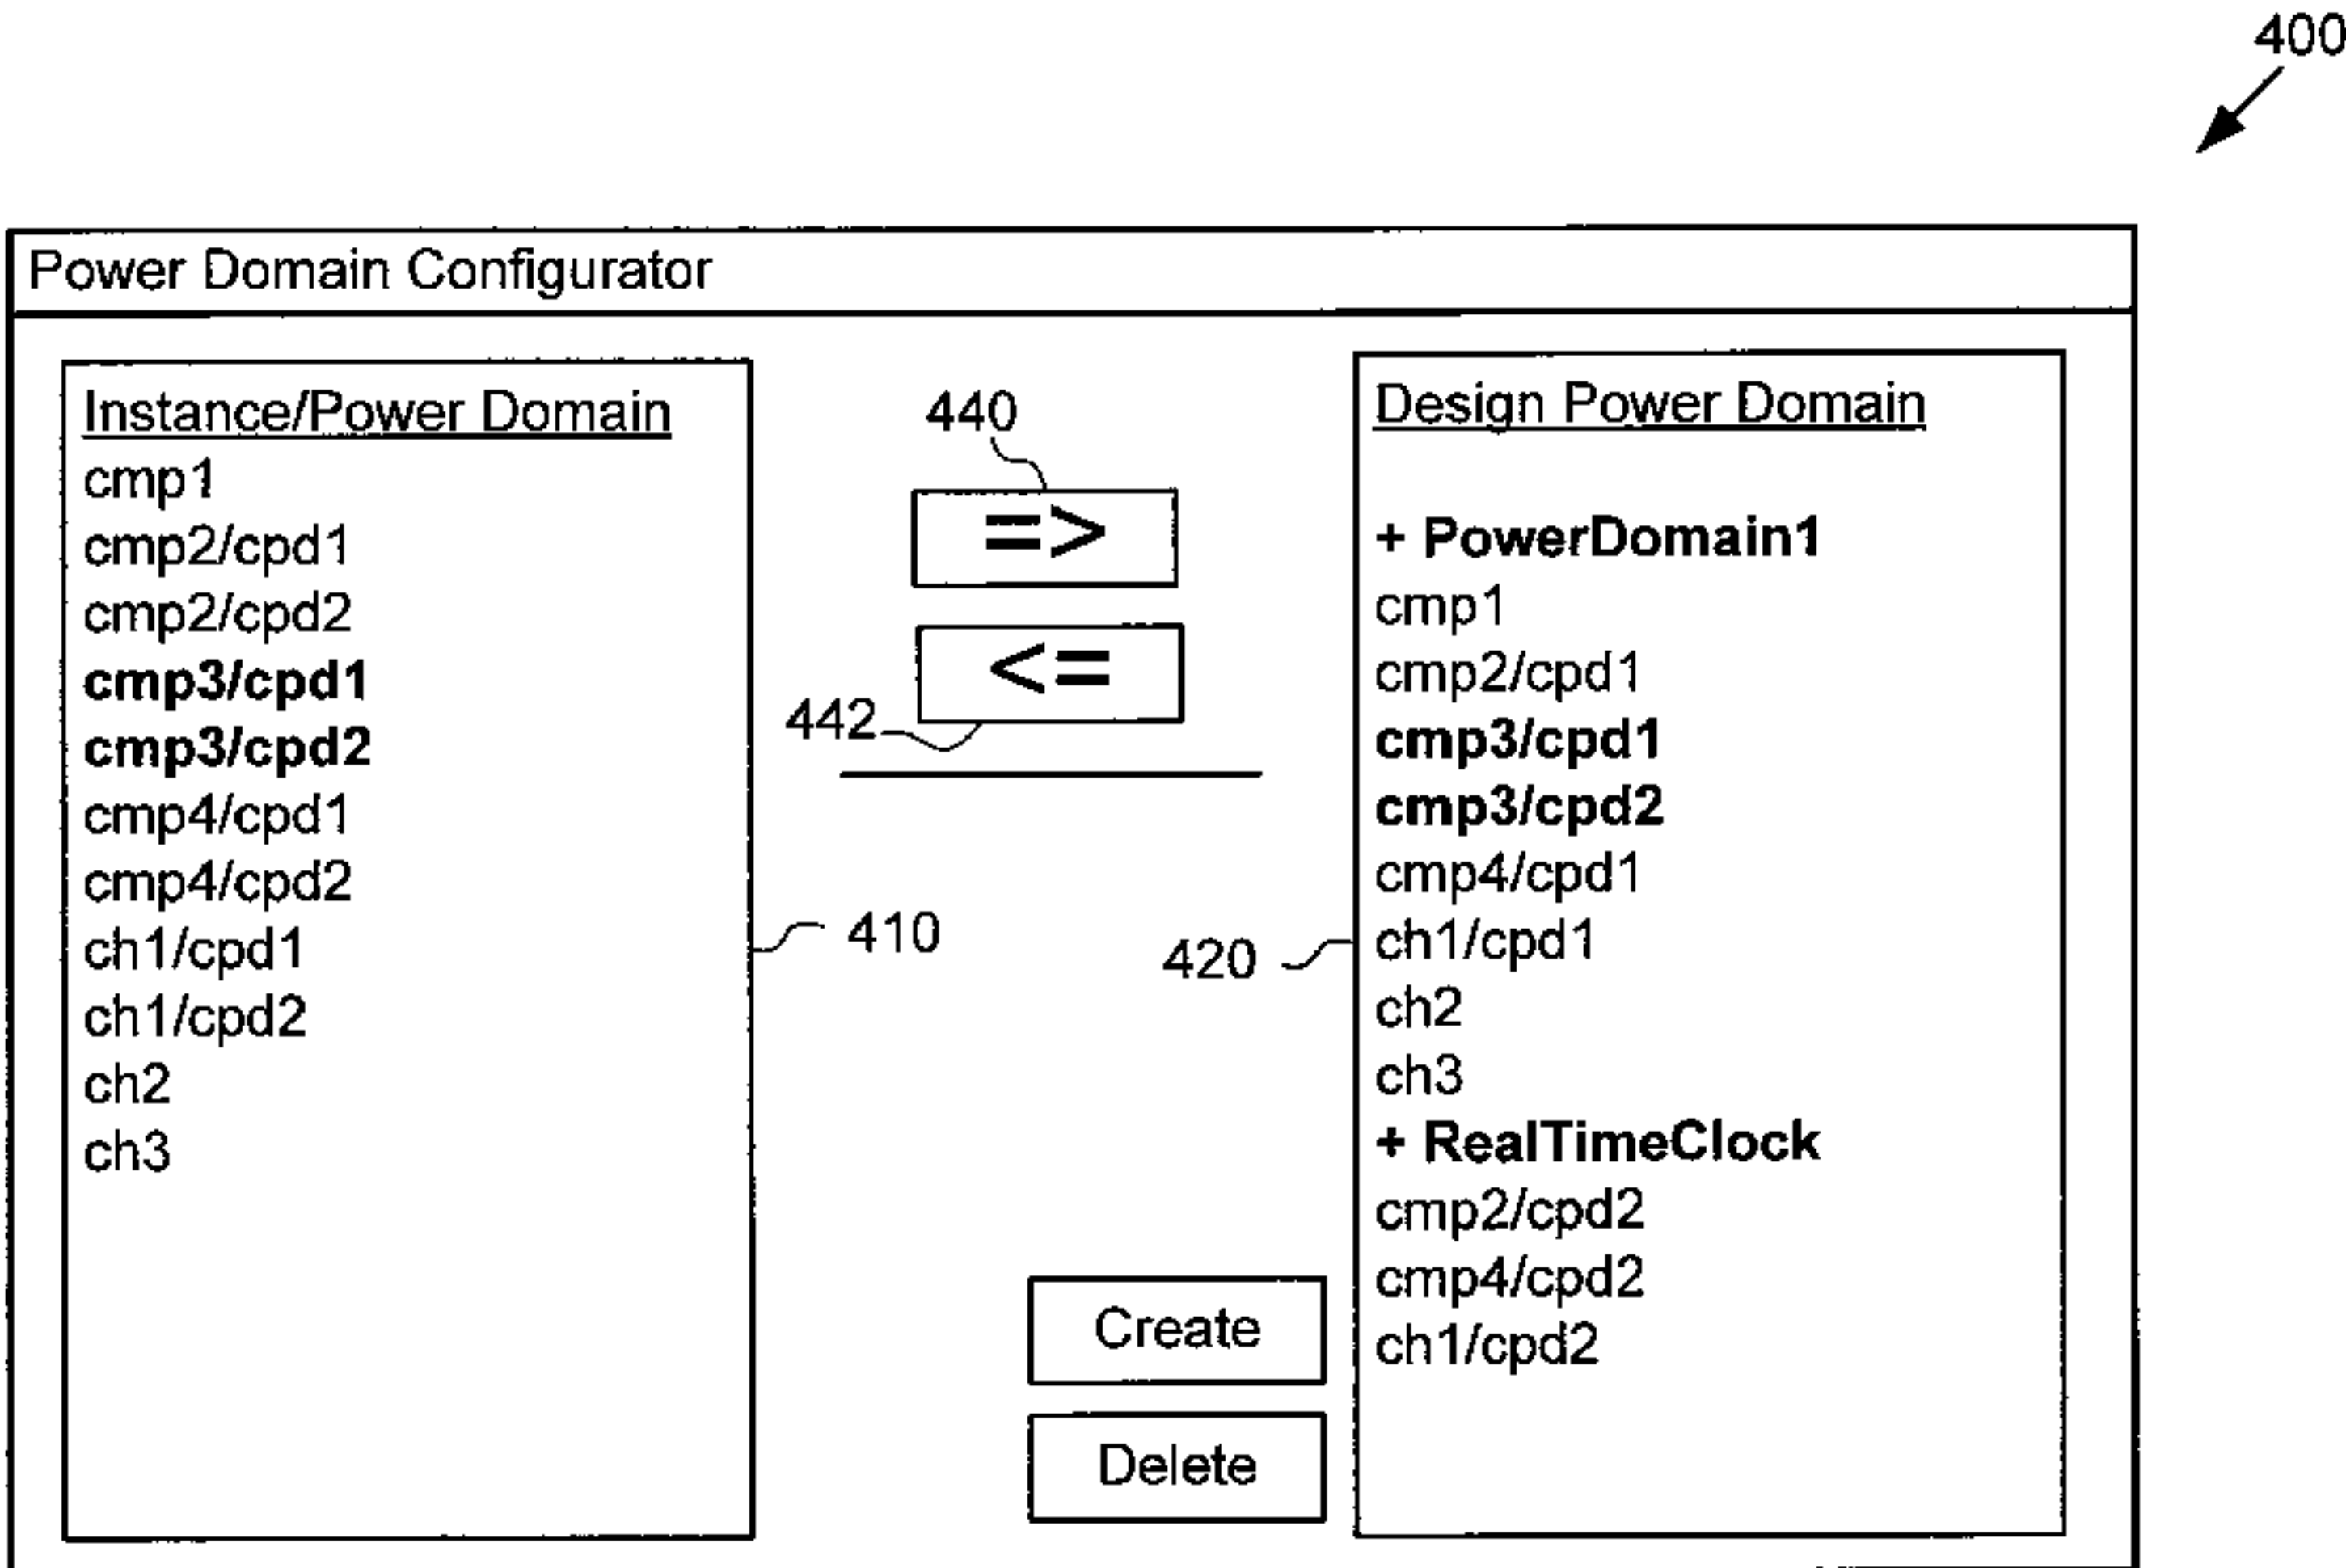 400
Power Domain Configurator
Instance/Power Domain
cmp1
cmp2/cpd1
cmp2/cpd2
cmp3/cpd1
cmp3/cpd2
cmp4/cpd1
cmp4/cpd2
ch1/cpd1
ch1/cpd2
ch2
ch3
440
=>
<=
442
410
420
Create
Delete
Design Power Domain
+ PowerDomain1
cmp1
cmp2/cpd1
cmp3/cpd1
cmp3/cpd2
cmp4/cpd1
ch1/cpd1
ch2
ch3
+ RealTimeClock
cmp2/cpd2
cmp4/cpd2
ch1/cpd2